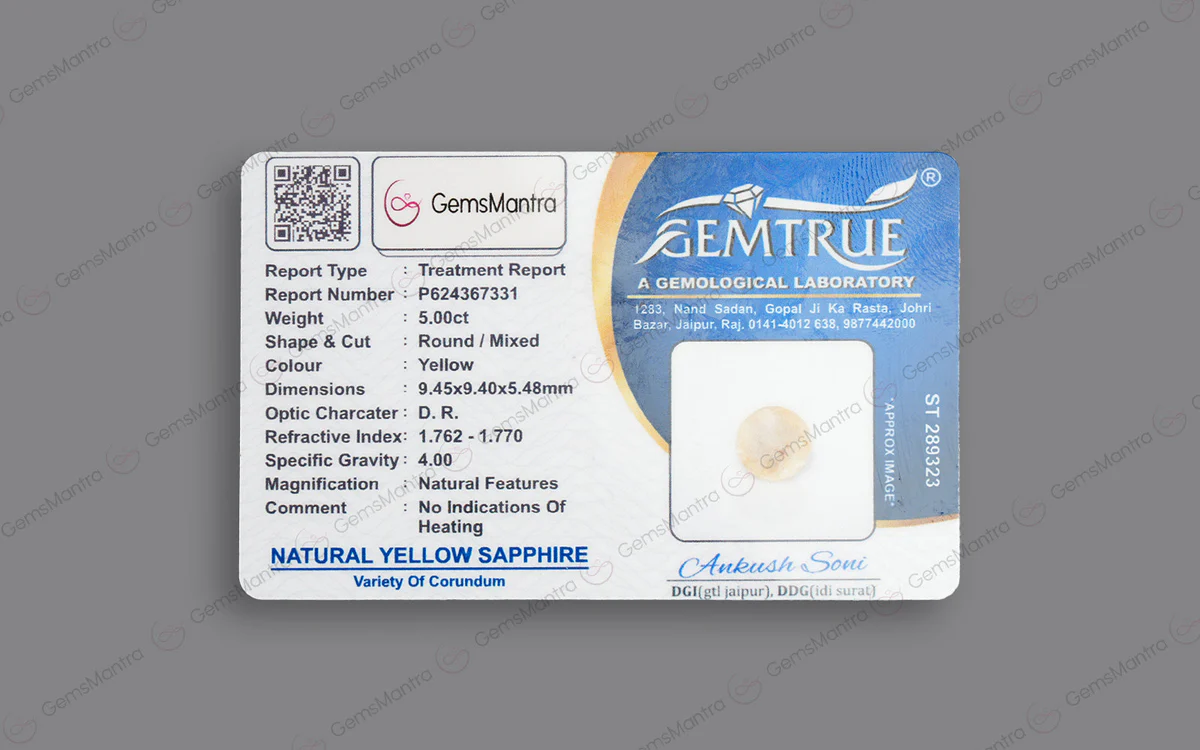 GemsMantra
Report Type : Treatment Report
Report Number : P624367331
Weight : 5.00ct
Shape & Cut : Round / Mixed
Colour : Yellow
Dimensions : 9.45x9.40x5.48mm
Optic Charcater : D. R.
Refractive Index: 1.762 - 1.770
Specific Gravity : 4.00
Magnification : Natural Features
Comment : No Indications Of
Heating
NATURAL YELLOW SAPPHIRE
Variety Of Corundum
GEMTRUE ®
A GEMOLOGICAL LABORATORY
1283, Nand Sadan, Gopal Ji Ka Rasta, Johri
Bazar, Jaipur, Raj. 0141-4012 638, 9877442000
*APPROX IMAGE*
ST 289323
Ankush Soni
DGI(gtl jaipur), DDG(idi surat)
GemsMantra